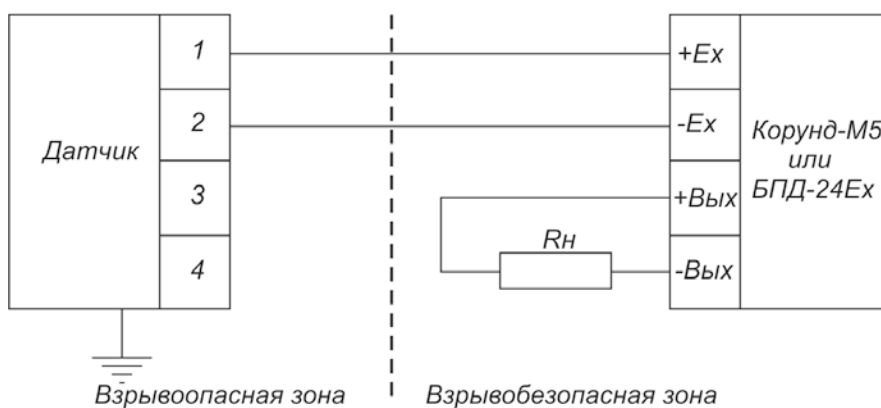 Датчик
1
2
3
4
+Ex
-Ex
+Вых
-Вых
Rн
Корунд-М5
или
БПД-24Ex
Взрывоопасная зона
Взрывобезопасная зона